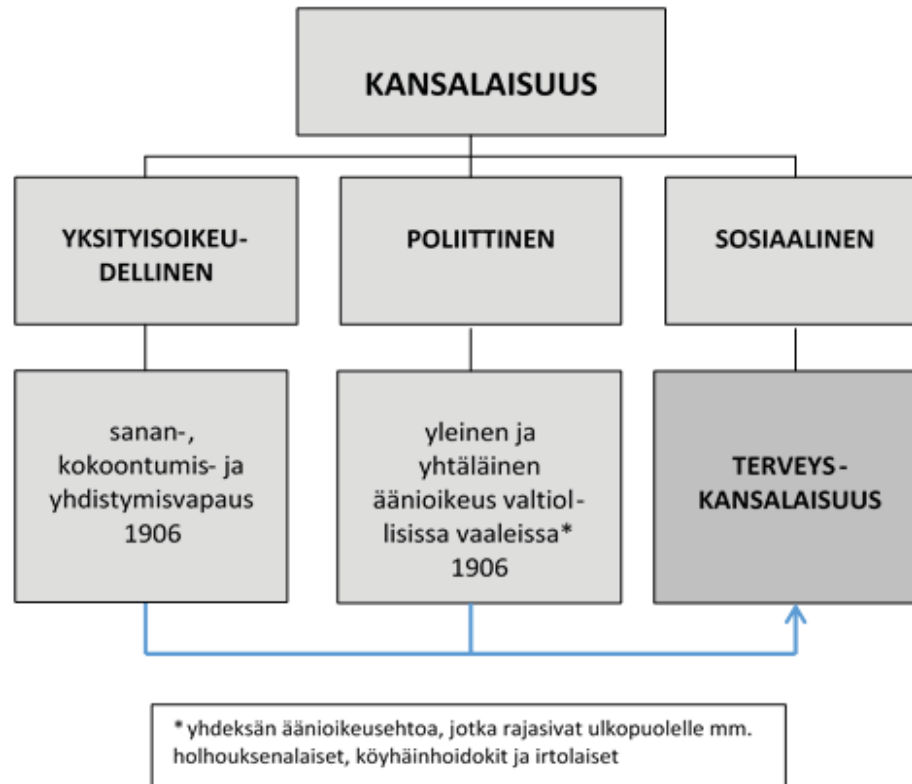 KANSALAISUUS
YKSITYISOIKEU-
DELLINEN
POLIITTINEN
SOSIAALINEN
sanan-,
kokoontumis- ja
yhdistymisvapaus
1906
yleinen ja
yhtäläinen
äänioikeus valtiol-
lisissa vaaleissa*
1906
TERVEYS-
KANSALAISUUS
* yhdeksän äänioikeusehtoa, jotka rajasivat ulkopuolelle mm.
holhouksenalaiset, köyhäinhoidokit ja irtolaiset